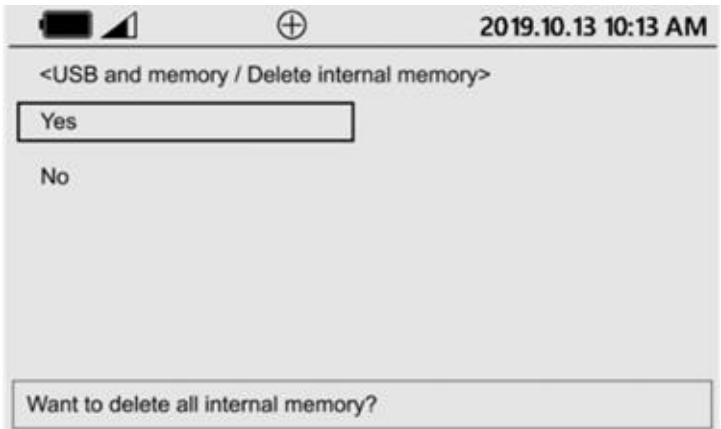 2019.10.13 10:13 AM
<USB and memory / Delete internal memory>
Yes
No
Want to delete all internal memory?